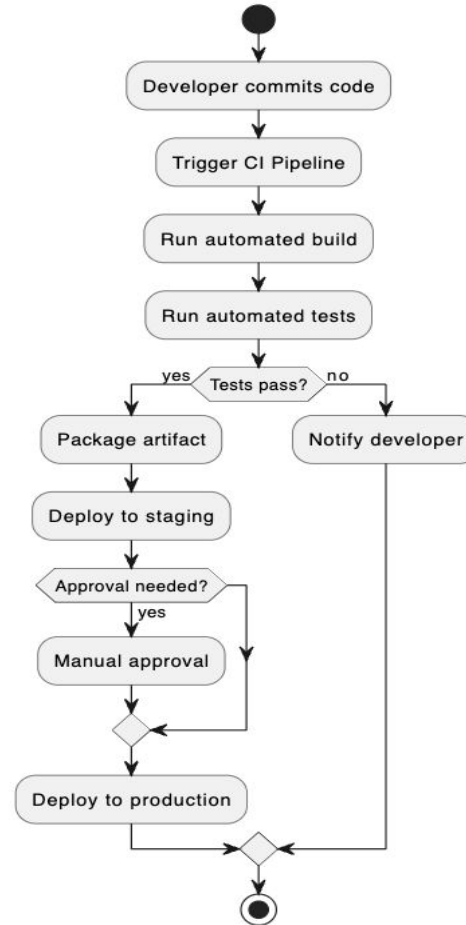 Developer commits code
Trigger CI Pipeline
Run automated build
Run automated tests
yes
Tests pass?
no
Package artifact
Notify developer
Deploy to staging
Approval needed?
yes
Manual approval
Deploy to production